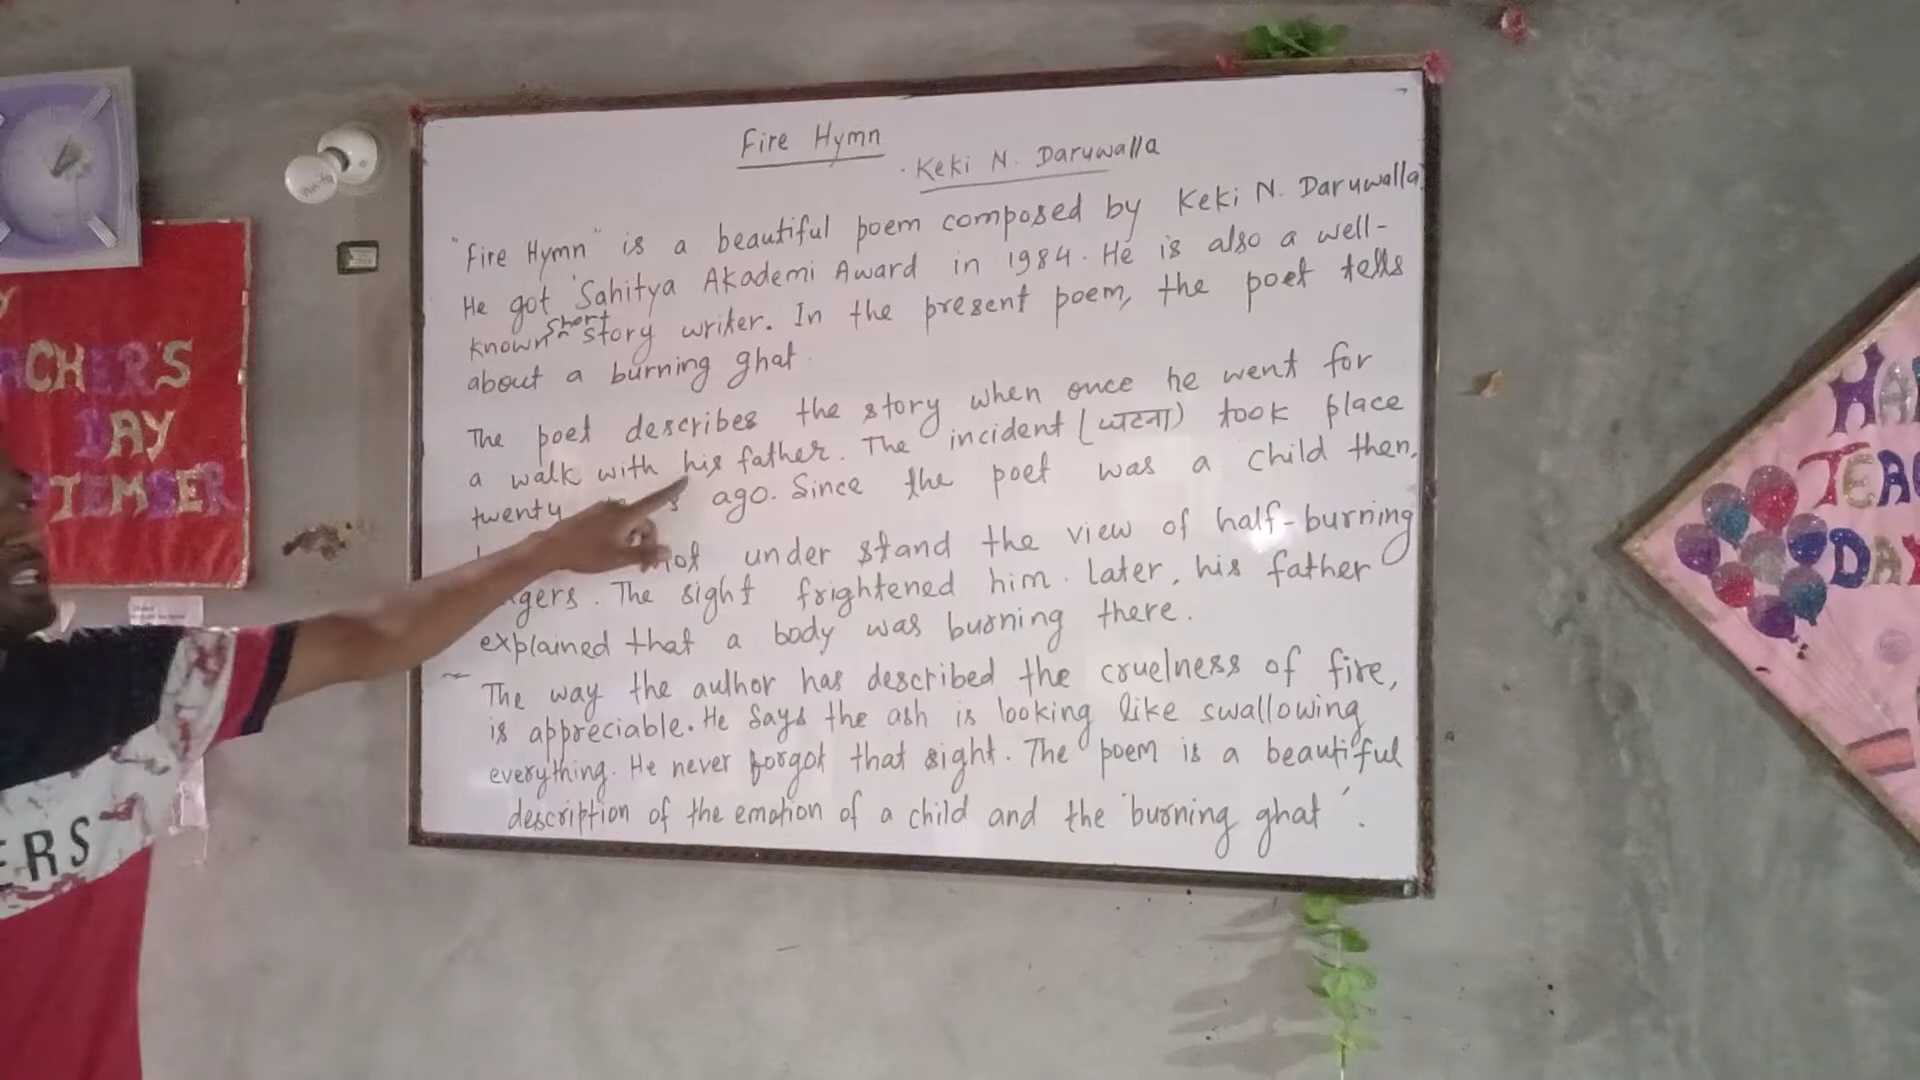 Fire Hymn
. Keki N. Daruwalla
"Fire Hymn" is a beautiful poem composed by Keki N. Daruwalla.
He got 'Sahitya Akademi Award in 1984. He is also a well-
known short story writer. In the present poem, the poet tells
about a burning ghat.
The poet describes the story when once he went for
a walk with his father. The incident (घटना) took place
twenty ago. Since the poet was a child then,
not under stand the view of half-burning
gers. The sight frightened him. Later, his father
explained that a body was burning there.
The way the author has described the cruelness of fire,
is appreciable. He says the ash is looking like swallowing
everything. He never forgot that sight. The poem is a beautiful
description of the emotion of a child and the 'burning ghat'.
CHER'S
DAY
TEMSER
ERS
HA
TEA
DA